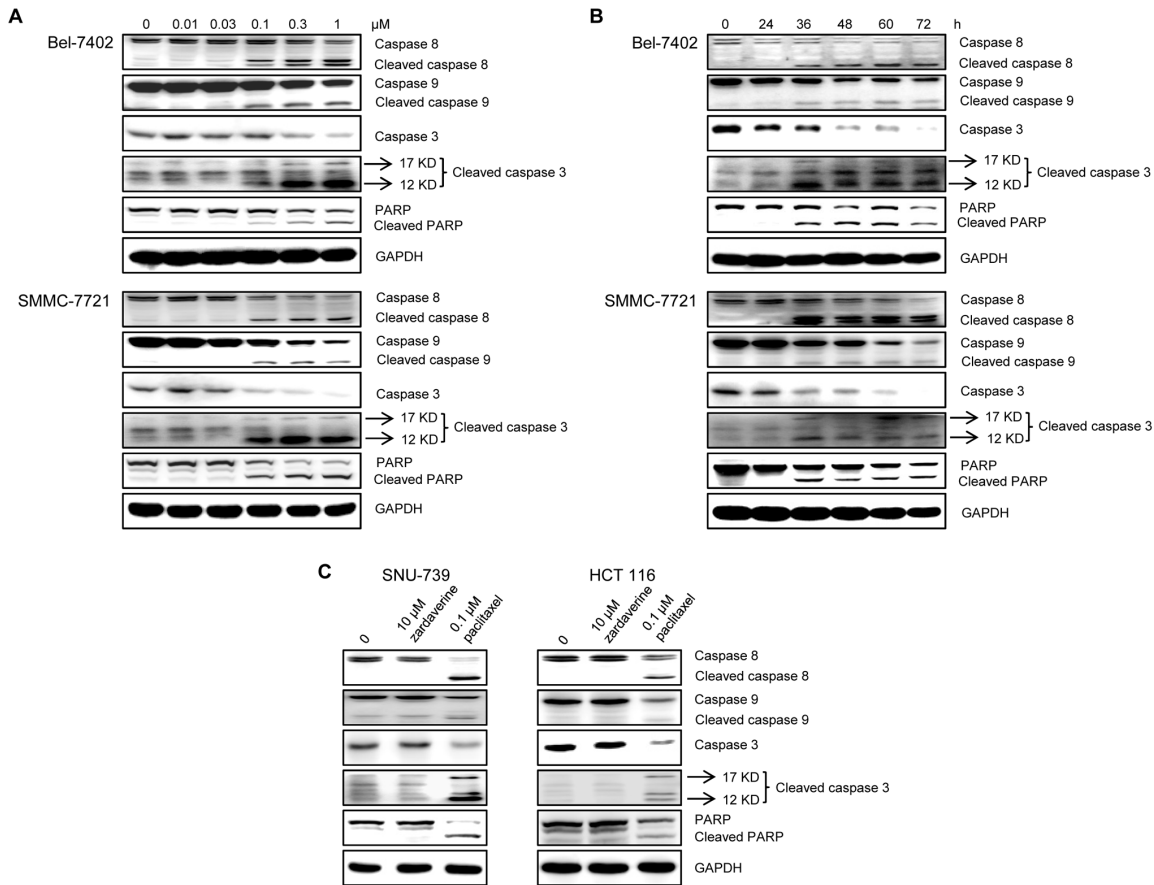 A
0 0.01 0.03 0.1 0.3 1 μM
Bel-7402
Caspase 8
Cleaved caspase 8
Caspase 9
Cleaved caspase 9
Caspase 3
17 KD
Cleaved caspase 3
12 KD
PARP
Cleaved PARP
GAPDH
SMMC-7721
Caspase 8
Cleaved caspase 8
Caspase 9
Cleaved caspase 9
Caspase 3
17 KD
Cleaved caspase 3
12 KD
PARP
Cleaved PARP
GAPDH
B
0 24 36 48 60 72 h
Bel-7402
Caspase 8
Cleaved caspase 8
Caspase 9
Cleaved caspase 9
Caspase 3
17 KD
Cleaved caspase 3
12 KD
PARP
Cleaved PARP
GAPDH
SMMC-7721
Caspase 8
Cleaved caspase 8
Caspase 9
Cleaved caspase 9
Caspase 3
17 KD
Cleaved caspase 3
12 KD
PARP
Cleaved PARP
GAPDH
C
SNU-739
0
10 μM
zardaverine
0.1 μM
paclitaxel
HCT 116
0
10 μM
zardaverine
0.1 μM
paclitaxel
Caspase 8
Cleaved caspase 8
Caspase 9
Cleaved caspase 9
Caspase 3
17 KD
Cleaved caspase 3
12 KD
PARP
Cleaved PARP
GAPDH